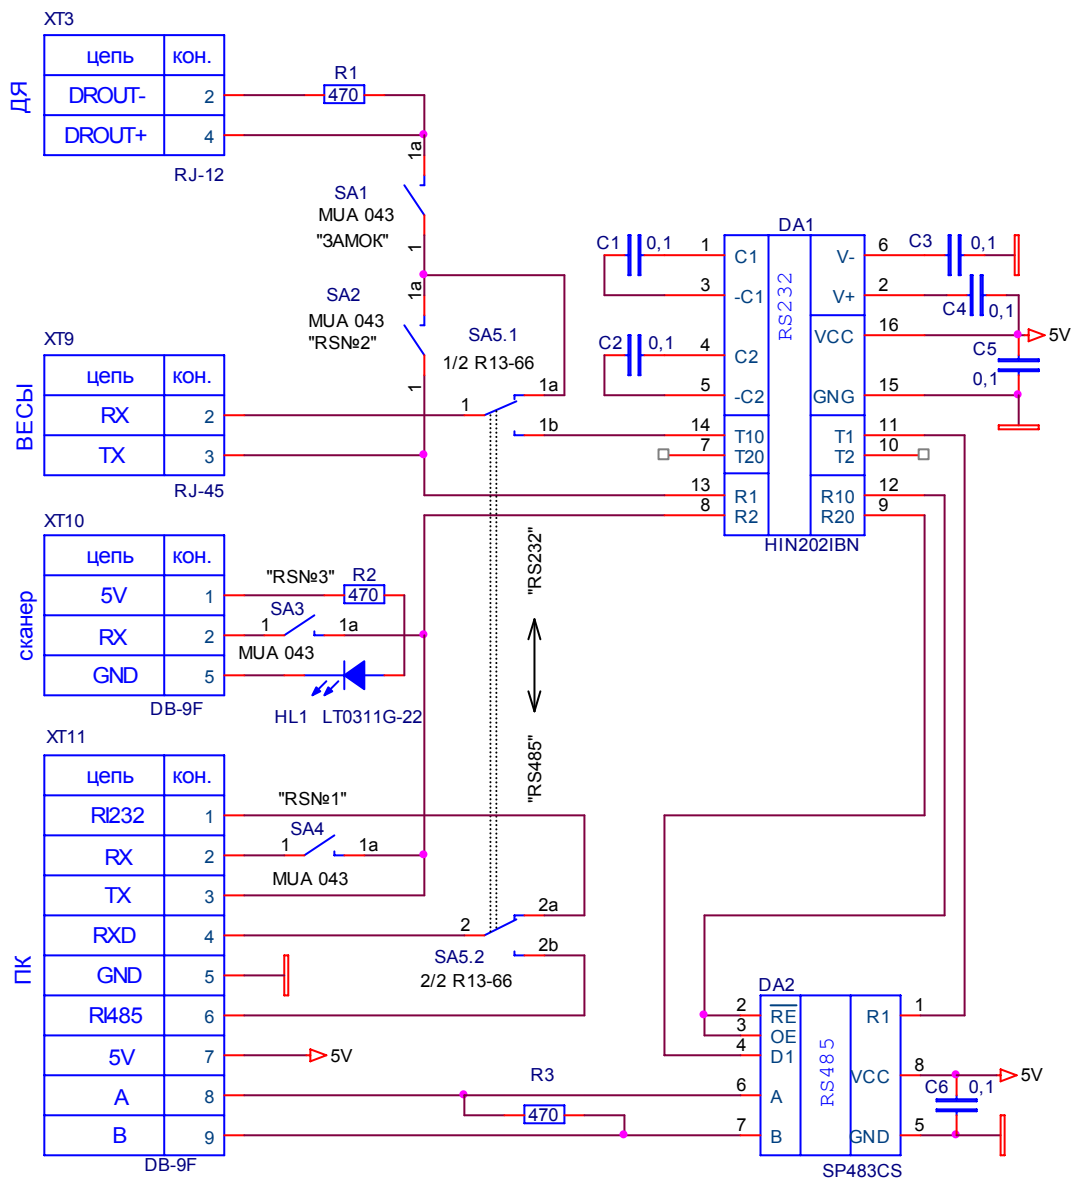 XT3
цепь кон.
ДЯ
DROUT- 2
DROUT+ 4
RJ-12
R1
470
1a
SA1
MUA 043
"ЗАМОК"
1
1a
SA2
MUA 043
"RSN№2"
1
XT9
цепь кон.
ВЕСЫ
RX 2
TX 3
RJ-45
SA5.1
1/2 R13-66
1
1a
1b
XT10
цепь кон.
сканер
5V 1
RX 2
GND 5
DB-9F
"RSN№3"
R2
470
SA3
1 1a
MUA 043
HL1 LT0311G-22
"RS232"
"RS485"
XT11
цепь кон.
ПК
RI232 1
RX 2
TX 3
RXD 4
GND 5
RI485 6
5V 7
A 8
B 9
DB-9F
"RSN№1"
SA4
1 1a
MUA 043
2
2a
2b
SA5.2
2/2 R13-66
5V
R3
470
DA1
RS232
C1 0,1
1 C1
3 -C1
C2 0,1
4 C2
5 -C2
14 T10
7 T20
13 R1
8 R2
V- 6
V+ 2
VCC 16
GNG 15
T1 11
T2 10
R10 12
R20 9
HIN202IBN
C3 0,1
C4 0,1
5V
C5
0,1
DA2
RS485
2 RE
3 OE
4 D1
6 A
7 B
R1 1
VCC 8
GND 5
SP483CS
C6 0,1
5V